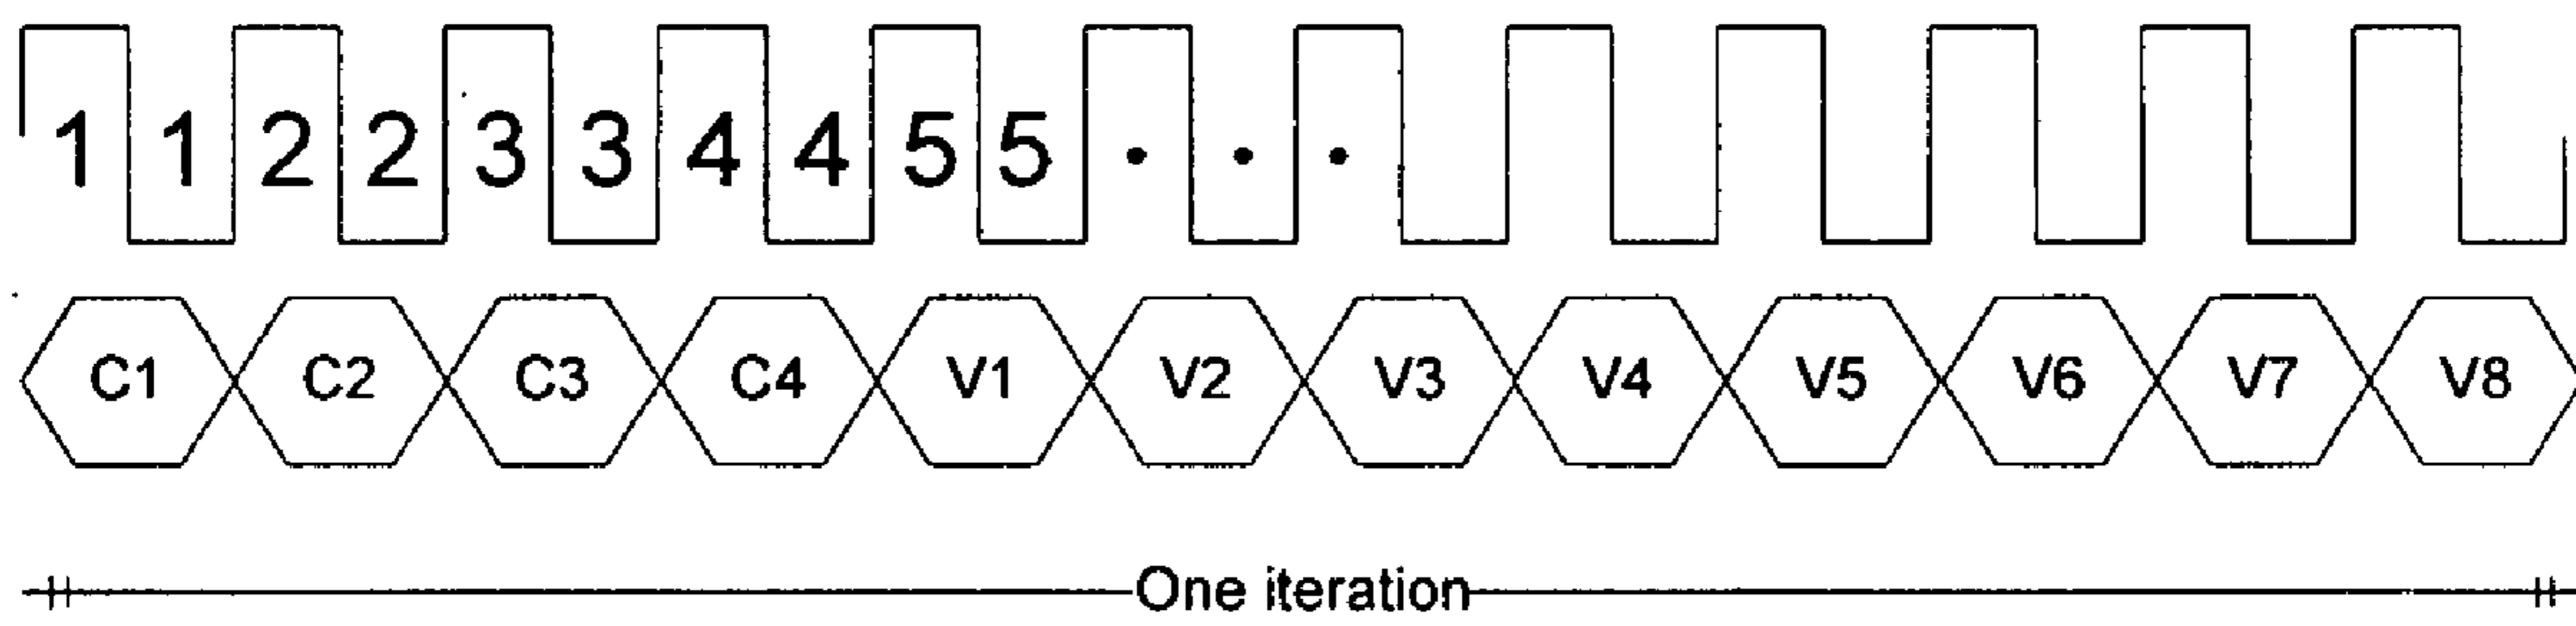 1 1 2 2 3 3 4 4 5 5 . . .
C1 C2 C3 C4 V1 V2 V3 V4 V5 V6 V7 V8
One iteration